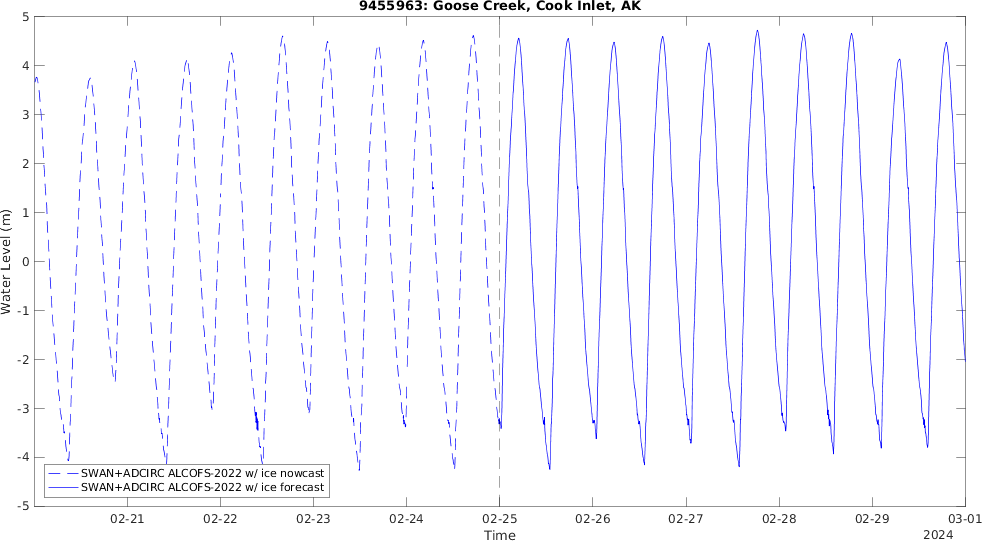 9455963: Goose Creek, Cook Inlet, AK
5
4
3
2
1
0
-1
-2
-3
-4
-5
Water Level (m)
SWAN+ADCIRC ALCOFS-2022 w/ ice nowcast
SWAN+ADCIRC ALCOFS-2022 w/ ice forecast
02-21 02-22 02-23 02-24 02-25 02-26 02-27 02-28 02-29 03-01
Time
2024